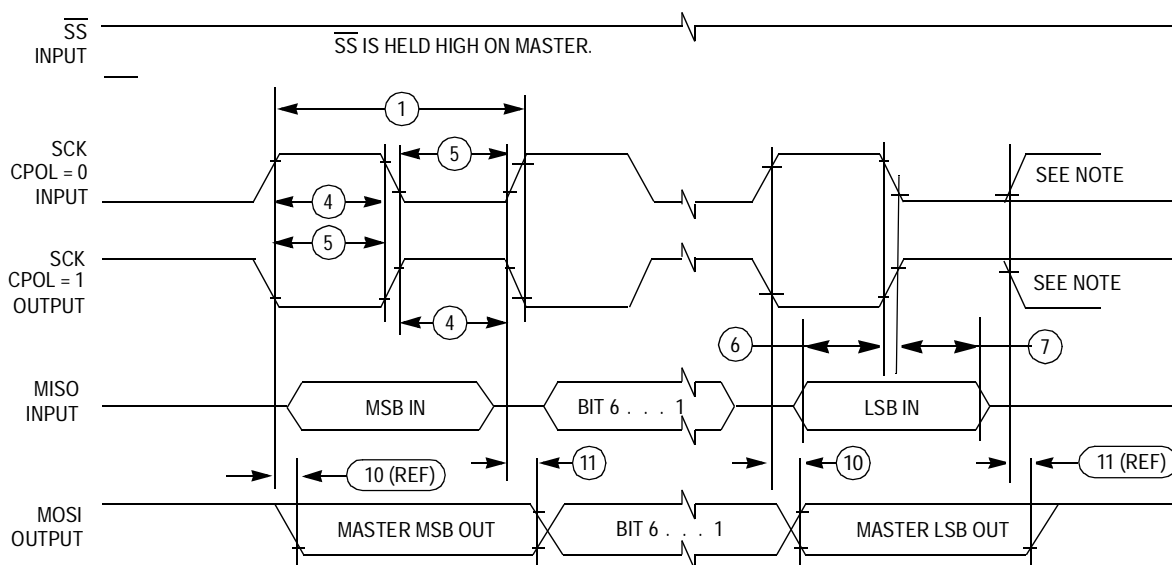 SS
INPUT
SS IS HELD HIGH ON MASTER.
1
SCK
CPOL = 0
INPUT
5
SEE NOTE
4
5
SCK
CPOL = 1
OUTPUT
SEE NOTE
4
6
7
MISO
INPUT
MSB IN
BIT 6 . . . 1
LSB IN
10 (REF)
11
10
11 (REF)
MOSI
OUTPUT
MASTER MSB OUT
BIT 6 . . . 1
MASTER LSB OUT